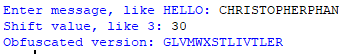 Enter message, like HELLO: CHRISTOPHERPHAN
Shift value, like 3: 30
Obfuscated version: GLVMWXSTLIVTLER